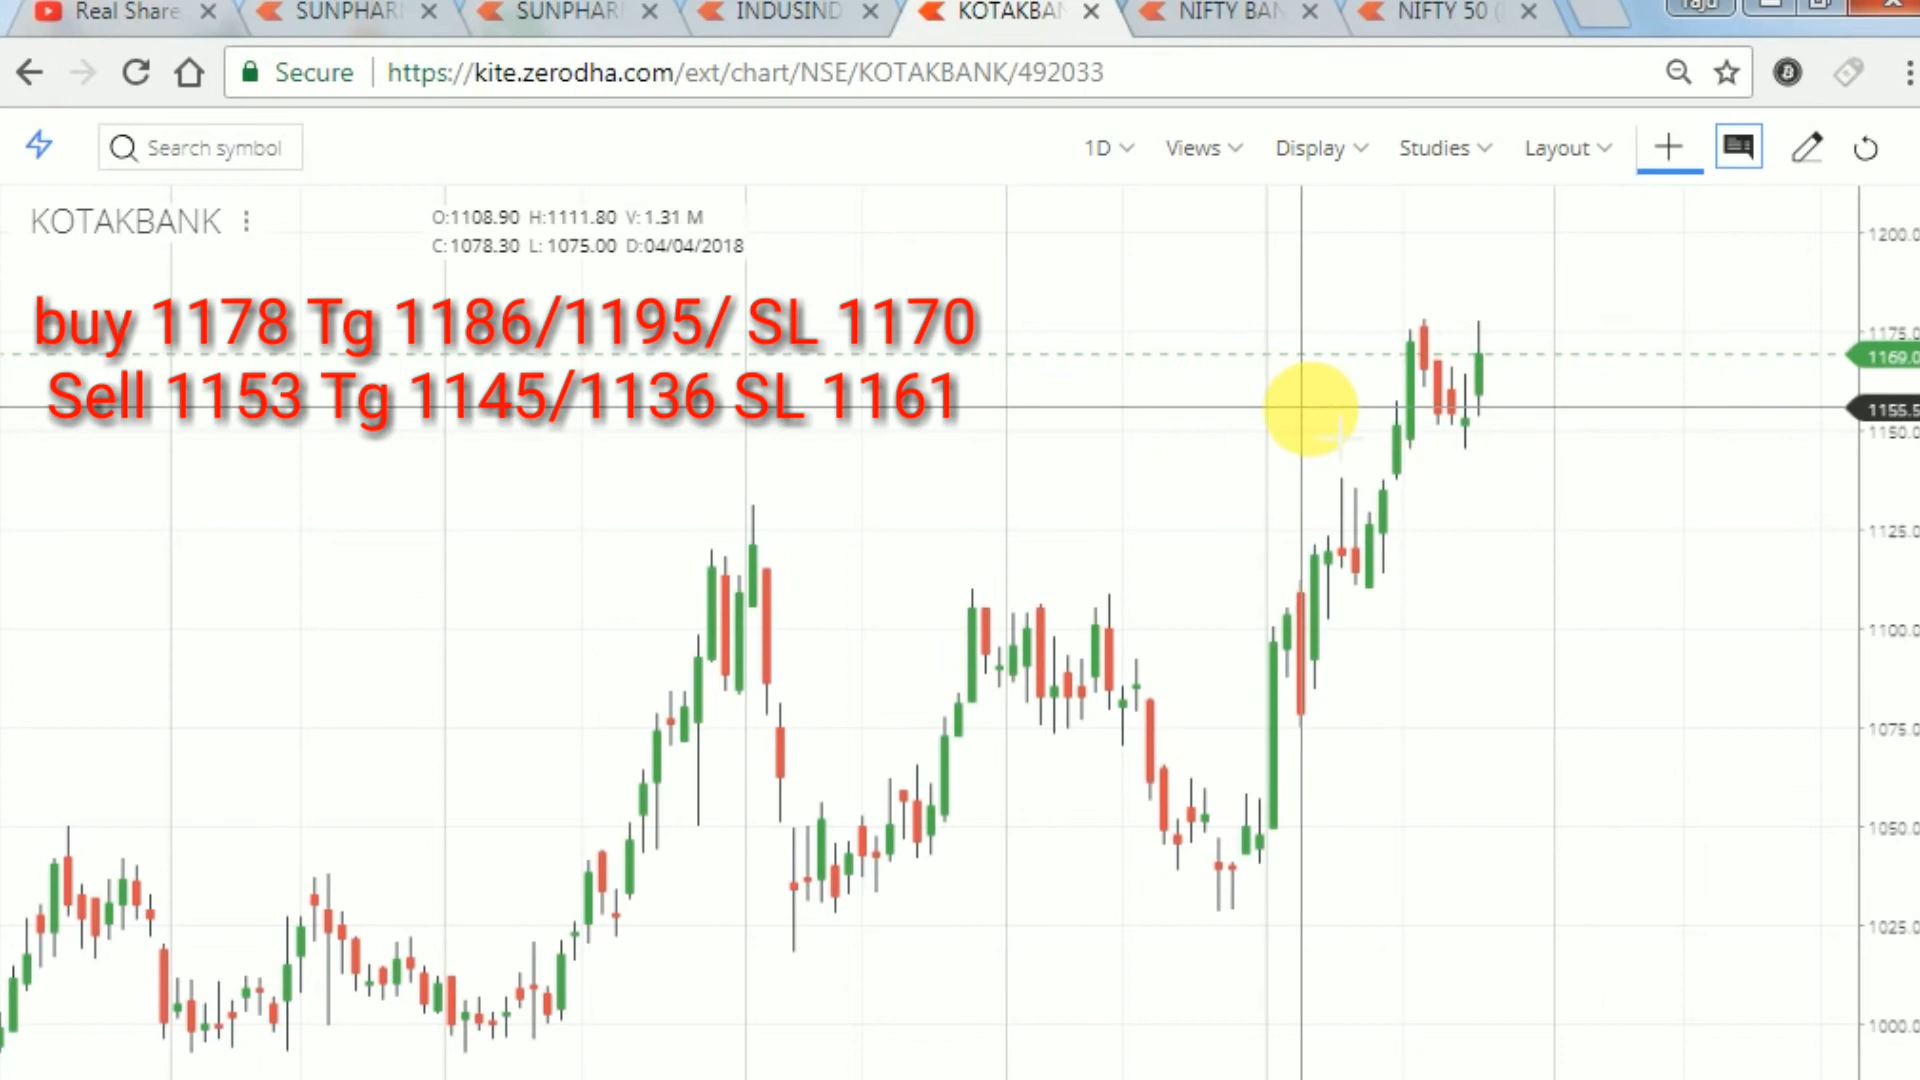 Real Share
SUNPHAR
SUNPHAR
INDUSIND
KOTAKBAN
NIFTY BAN
NIFTY 50 (
Secure
https://kite.zerodha.com/ext/chart/NSE/KOTAKBANK/492033
Search symbol
1D
Views
Display
Studies
Layout
KOTAKBANK
O:1108.90 H:1111.80 V: 1.31 M
C:1078.30 L: 1075.00 D:04/04/2018
buy 1178 Tg 1186/1195/ SL 1170
Sell 1153 Tg 1145/1136 SL 1161
1200.0
1175.0
1169.0
1155.5
1150.0
1125.0
1100.0
1075.0
1050.0
1025.0
1000.0